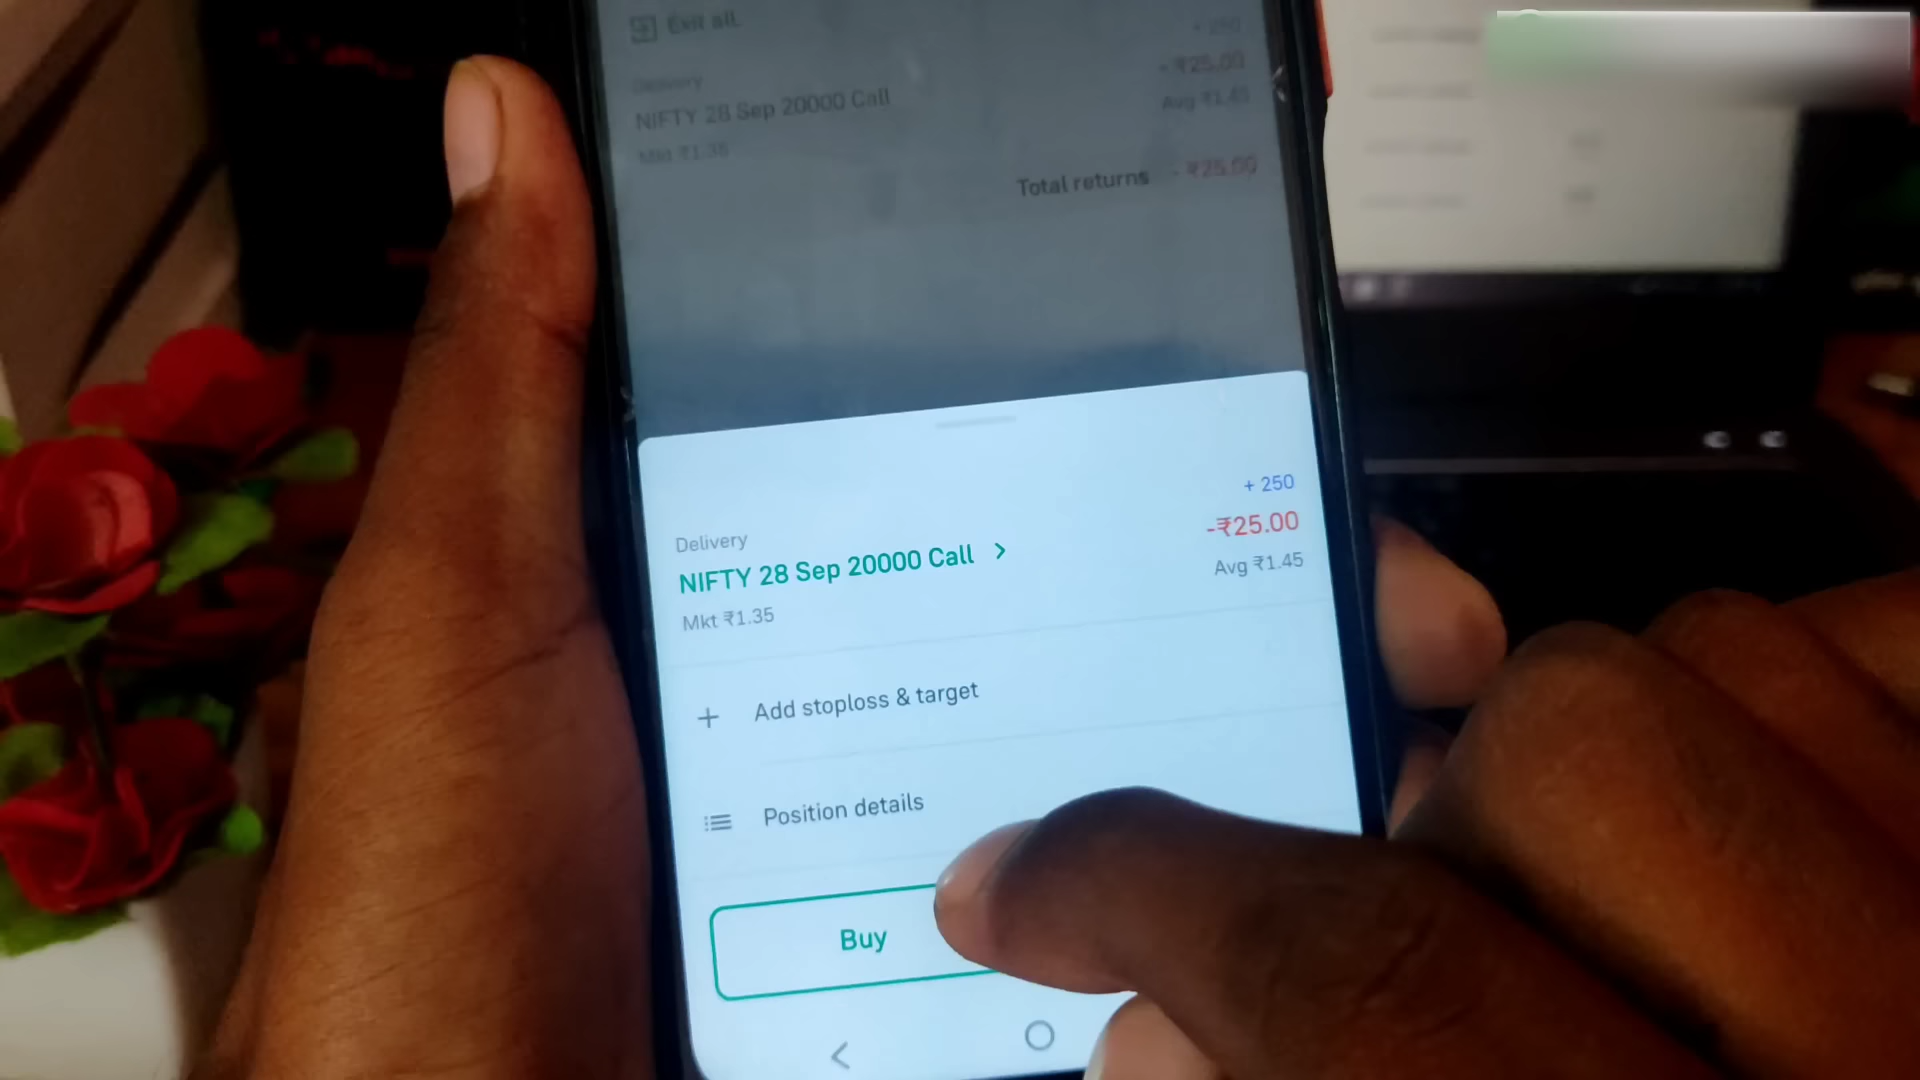 Exit all
+ 250
Delivery
- ₹25.00
NIFTY 28 Sep 20000 Call
Avg ₹1.45
Mkt ₹1.35
Total returns - ₹25.00
+ 250
Delivery
-₹25.00
NIFTY 28 Sep 20000 Call >
Avg ₹1.45
Mkt ₹1.35
+ Add stoploss & target
Position details
Buy